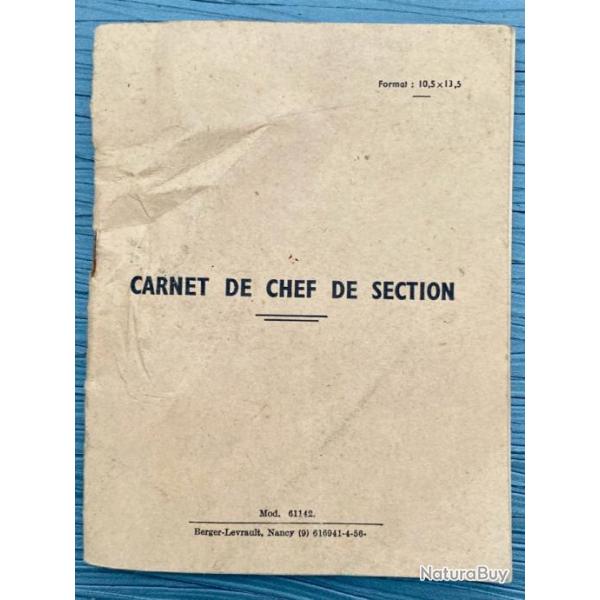 Format : 10,5 × 13,5
CARNET DE CHEF DE SECTION
Mod. 61142.
Berger-Levrault, Nancy (9) 616941-4-56-
NaturaBuy